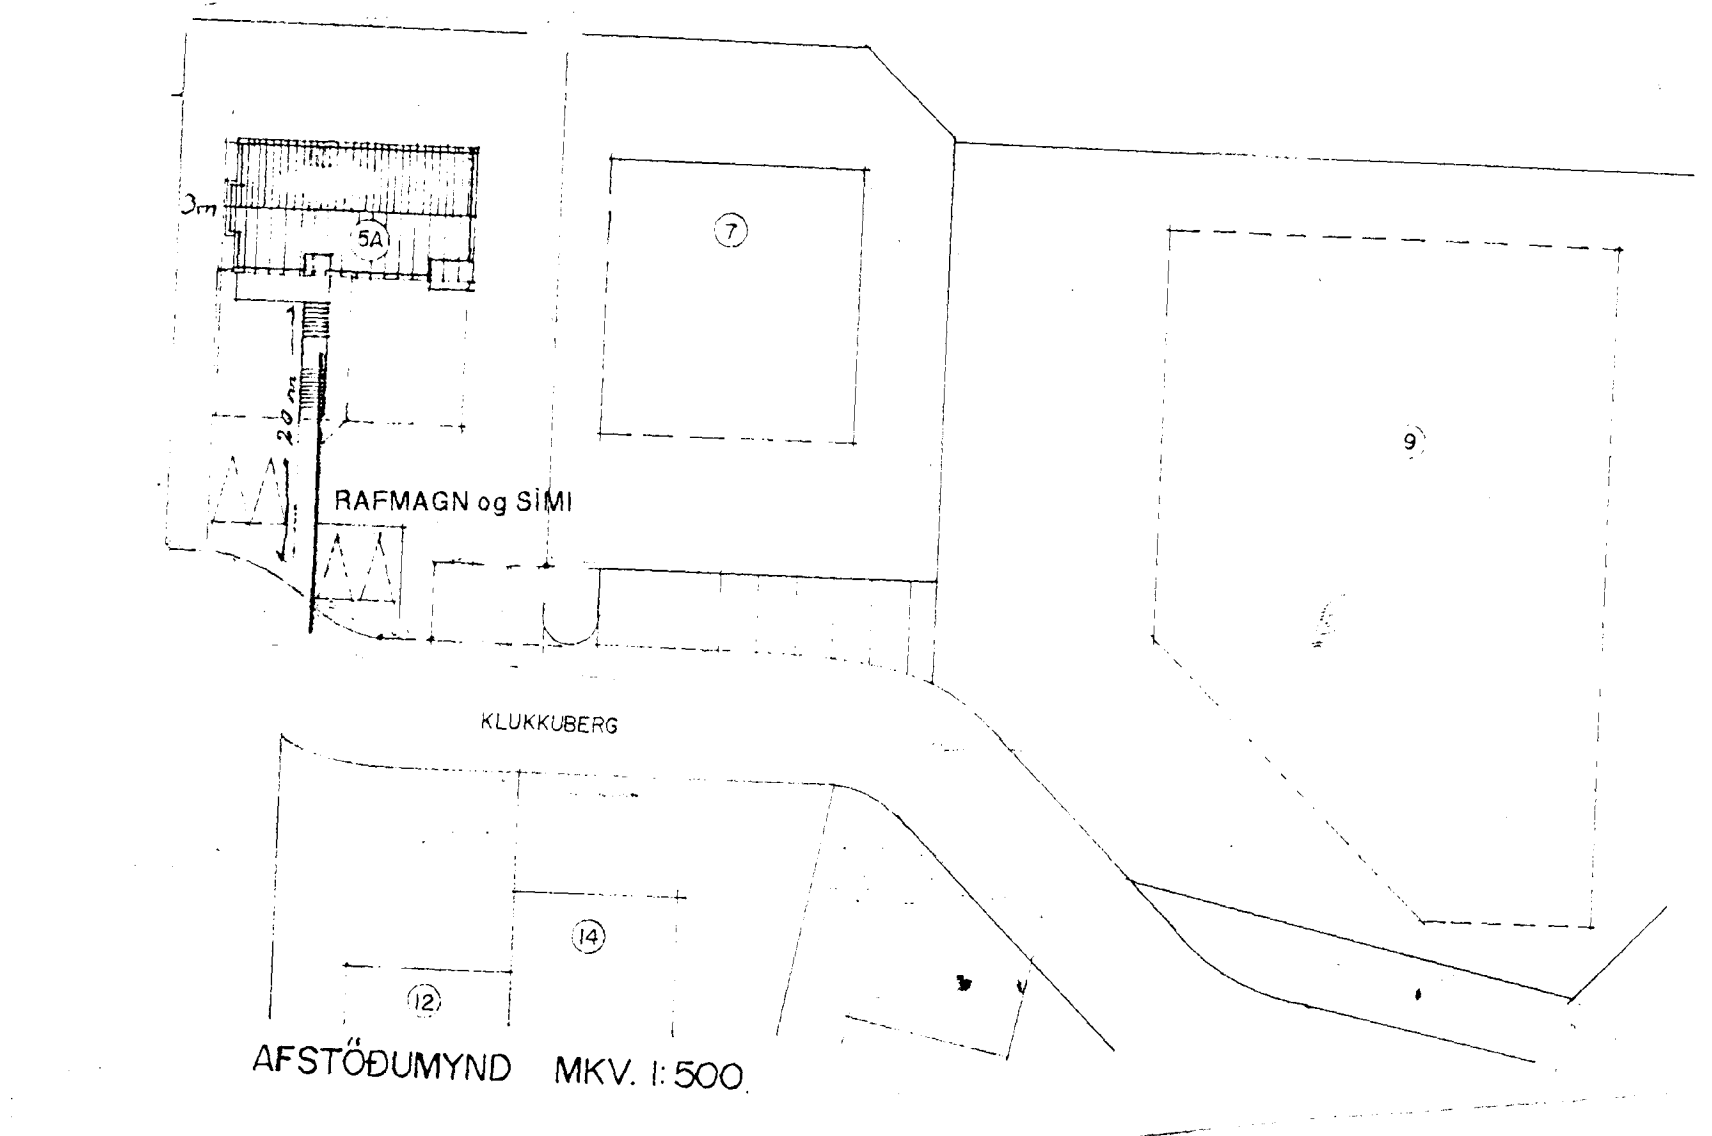 5A
3m
7
9
20 m
RAFMAGN og SÍMI
KLUKKUBERG
14
12
AFSTÖÐUMYND MKV. 1:500.